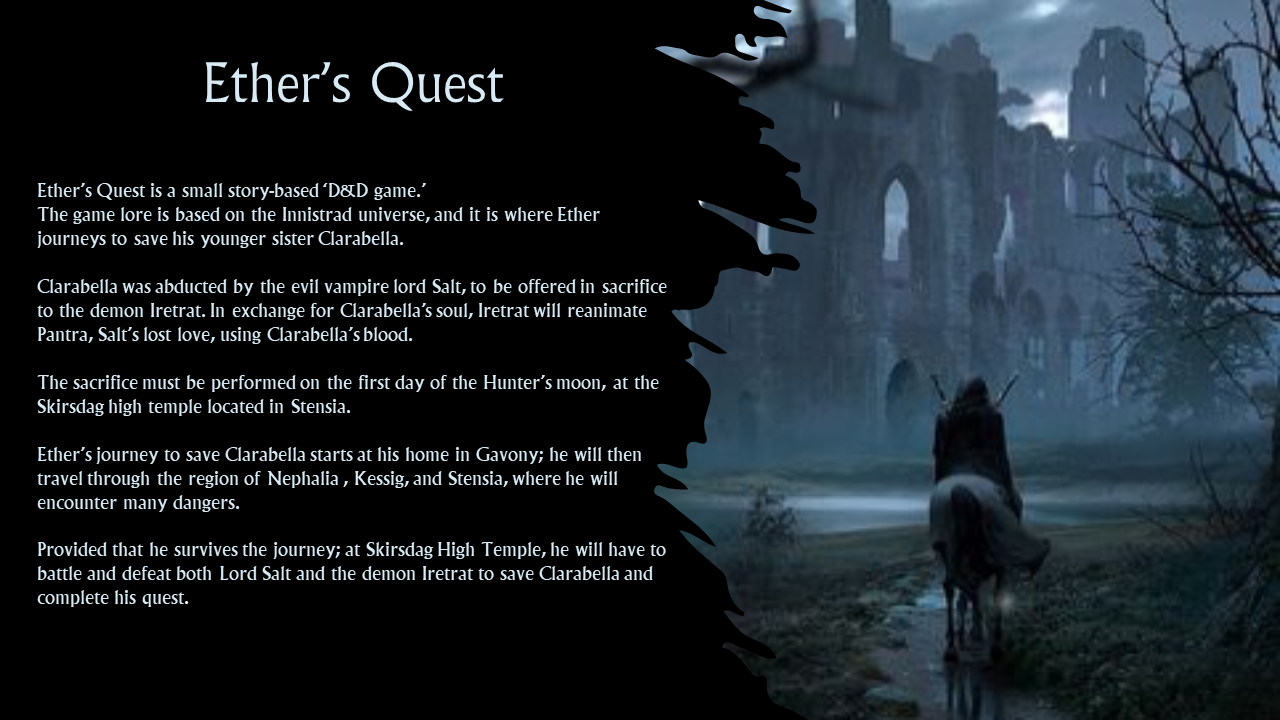 Ether's Quest
Ether's Quest is a small story-based ‘D&D game.’
The game lore is based on the Innistrad universe, and it is where Ether
journeys to save his younger sister Clarabella.
Clarabella was abducted by the evil vampire lord Salt, to be offered in sacrifice
to the demon Iretrat. In exchange for Clarabella's soul, Iretrat will reanimate
Pantra, Salt's lost love, using Clarabella's blood.
The sacrifice must be performed on the first day of the Hunter's moon, at the
Skirsdag high temple located in Stensia.
Ether's journey to save Clarabella starts at his home in Gavony; he will then
travel through the region of Nephalia , Kessig, and Stensia, where he will
encounter many dangers.
Provided that he survives the journey; at Skirsdag High Temple, he will have to
battle and defeat both Lord Salt and the demon Iretrat to save Clarabella and
complete his quest.